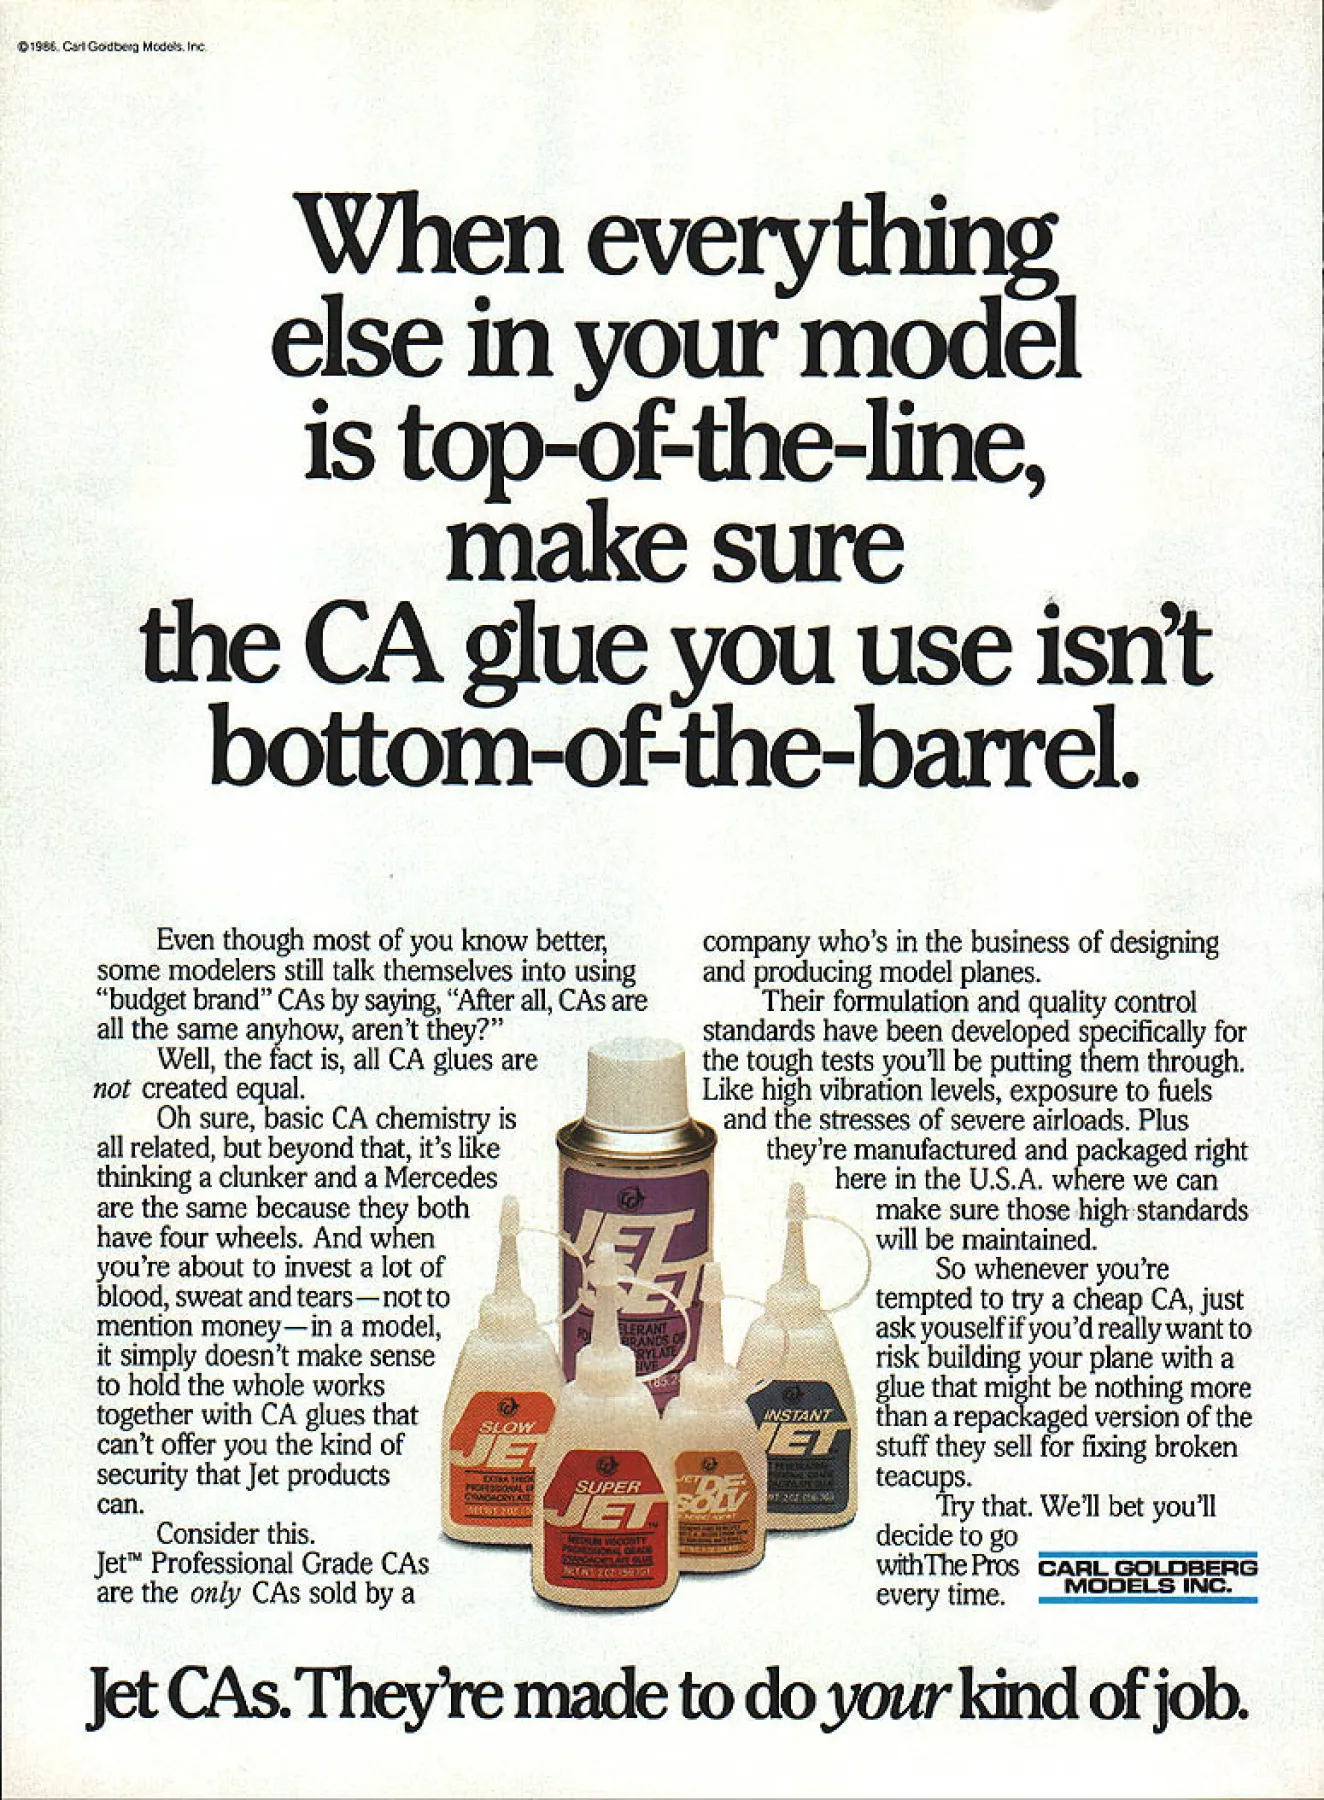 ©1986, Carl Goldberg Models, Inc.
When everything
else in your model
is top-of-the-line,
make sure
the CA glue you use isn't
bottom-of-the-barrel.
Even though most of you know better,
some modelers still talk themselves into using
“budget brand” CAs by saying, “After all, CAs are
all the same anyhow, aren't they?”
Well, the fact is, all CA glues are
not created equal.
Oh sure, basic CA chemistry is
all related, but beyond that, it's like
thinking a clunker and a Mercedes
are the same because they both
have four wheels. And when
you're about to invest a lot of
blood, sweat and tears—not to
mention money—in a model,
it simply doesn't make sense
to hold the whole works
together with CA glues that
can't offer you the kind of
security that Jet products
can.
Consider this.
Jet™ Professional Grade CAs
are the only CAs sold by a
company who's in the business of designing
and producing model planes.
Their formulation and quality control
standards have been developed specifically for
the tough tests you'll be putting them through.
Like high vibration levels, exposure to fuels
and the stresses of severe airloads. Plus
they're manufactured and packaged right
here in the U.S.A. where we can
make sure those high standards
will be maintained.
So whenever you're
tempted to try a cheap CA, just
ask youself if you'd really want to
risk building your plane with a
glue that might be nothing more
than a repackaged version of the
stuff they sell for fixing broken
teacups.
Try that. We'll bet you'll
decide to go
with The Pros
every time.
CARL GOLDBERG
MODELS INC.
JET
SET
SLOW
JET
SUPER
JET™
MEDIUM VISCOSITY
PROFESSIONAL GRADE
CYANOACRYLATE GLUE
JET
DE-
SOLV
INSTANT
JET
Jet CAs. They're made to do your kind of job.